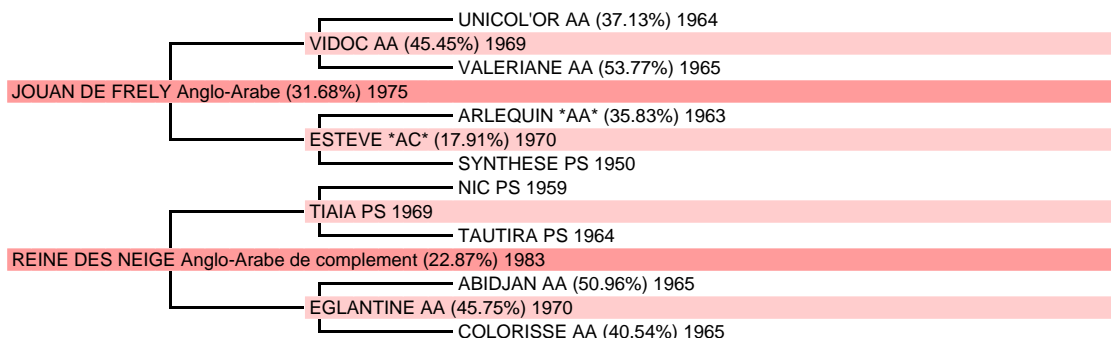 UNICOL'OR AA (37.13%) 1964
VIDOC AA (45.45%) 1969
VALERIANE AA (53.77%) 1965
JOUAN DE FRELY Anglo-Arabe (31.68%) 1975
ARLEQUIN *AA* (35.83%) 1963
ESTEVE *AC* (17.91%) 1970
SYNTHESE PS 1950
NIC PS 1959
TIAIA PS 1969
TAUTIRA PS 1964
REINE DES NEIGE Anglo-Arabe de complement (22.87%) 1983
ABIDJAN AA (50.96%) 1965
EGLANTINE AA (45.75%) 1970
COLORISSE AA (40.54%) 1965